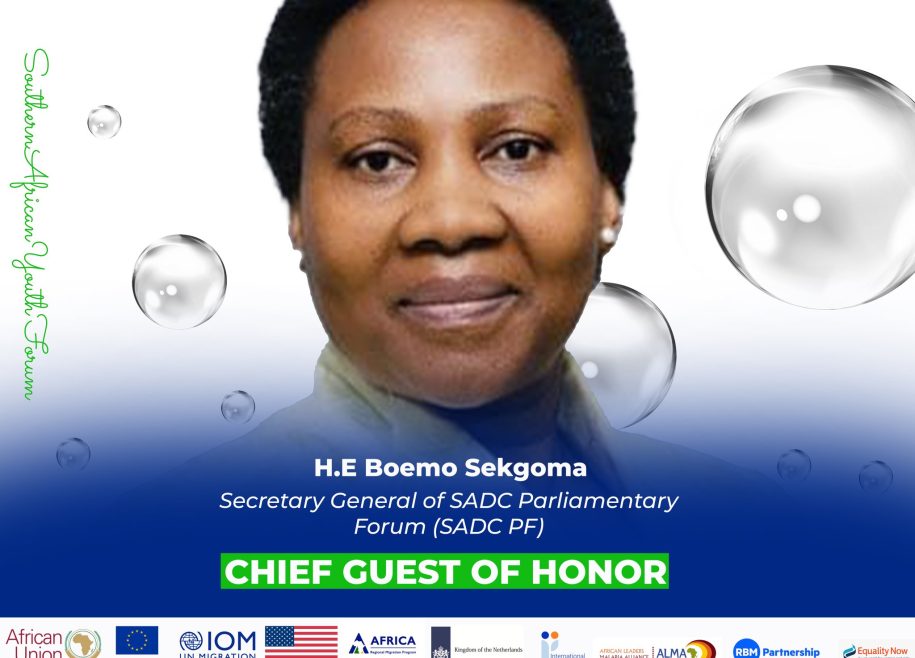 Southern African Youth Forum
H.E Boemo Sekgoma
Secretary General of SADC Parliamentary
Forum (SADC PF)
CHIEF GUEST OF HONOR
African
Union
IOM
UN MIGRATION
AFRICA
Regional Migration Program
Kingdom of the Netherlands
International
AFRICAN LEADERS
MALARIA ALLIANCE
ALMA
RBM Partnership
Equality Now